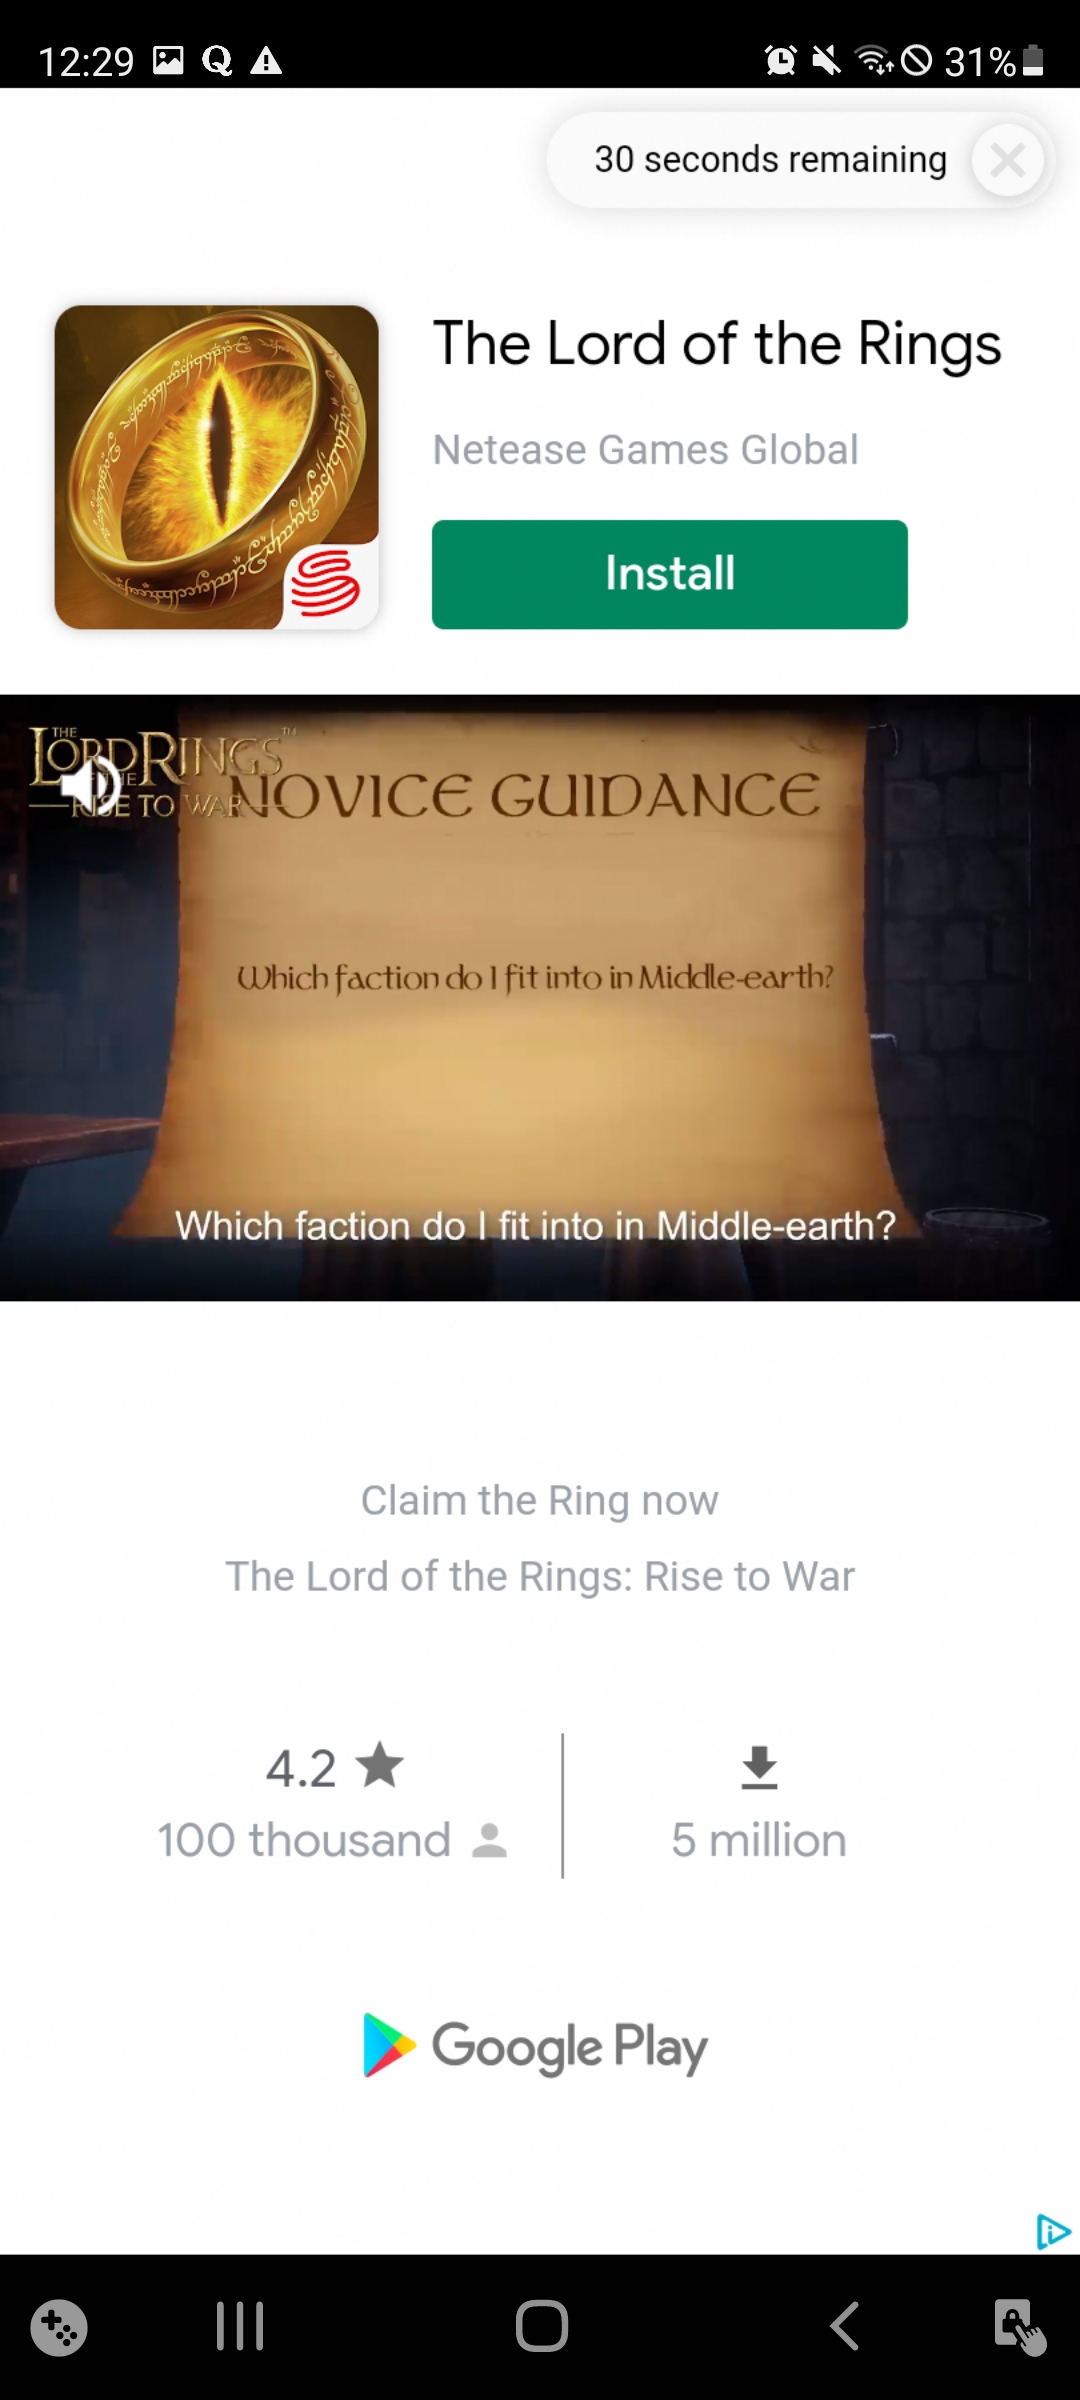 12:29
31%
30 seconds remaining
The Lord of the Rings
Netease Games Global
Install
THE
LORD RINGS™
OF THE
RISE TO WAR
NOVICE GUIDANCE
Which faction do I fit into in Middle-earth?
Which faction do I fit into in Middle-earth?
Claim the Ring now
The Lord of the Rings: Rise to War
4.2
100 thousand
5 million
Google Play